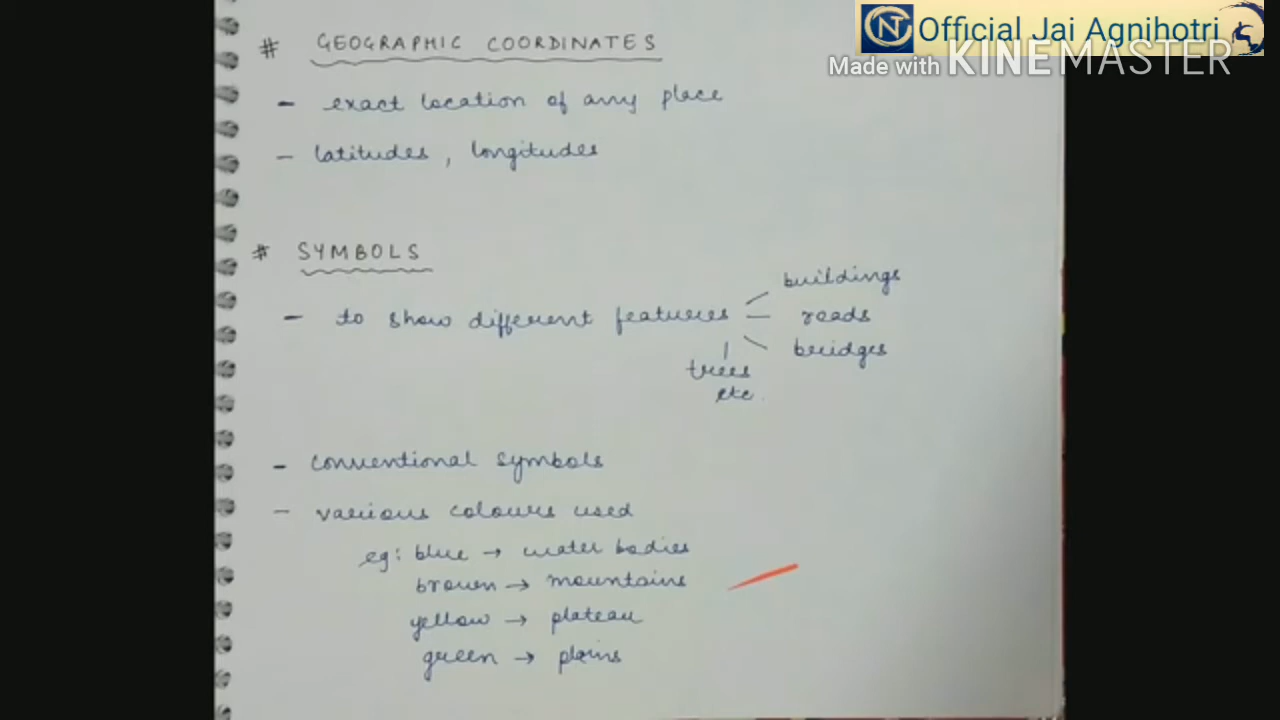 Official Jai Agnihotri
Made with KINEMASTER
# GEOGRAPHIC COORDINATES
- exact location of any place
- latitudes, longitudes
# SYMBOLS
- to show different features
buildings
roads
bridges
trees
etc.
- conventional symbols
- various colours used
eg: blue → water bodies
brown → mountains
yellow → plateau
green → plains